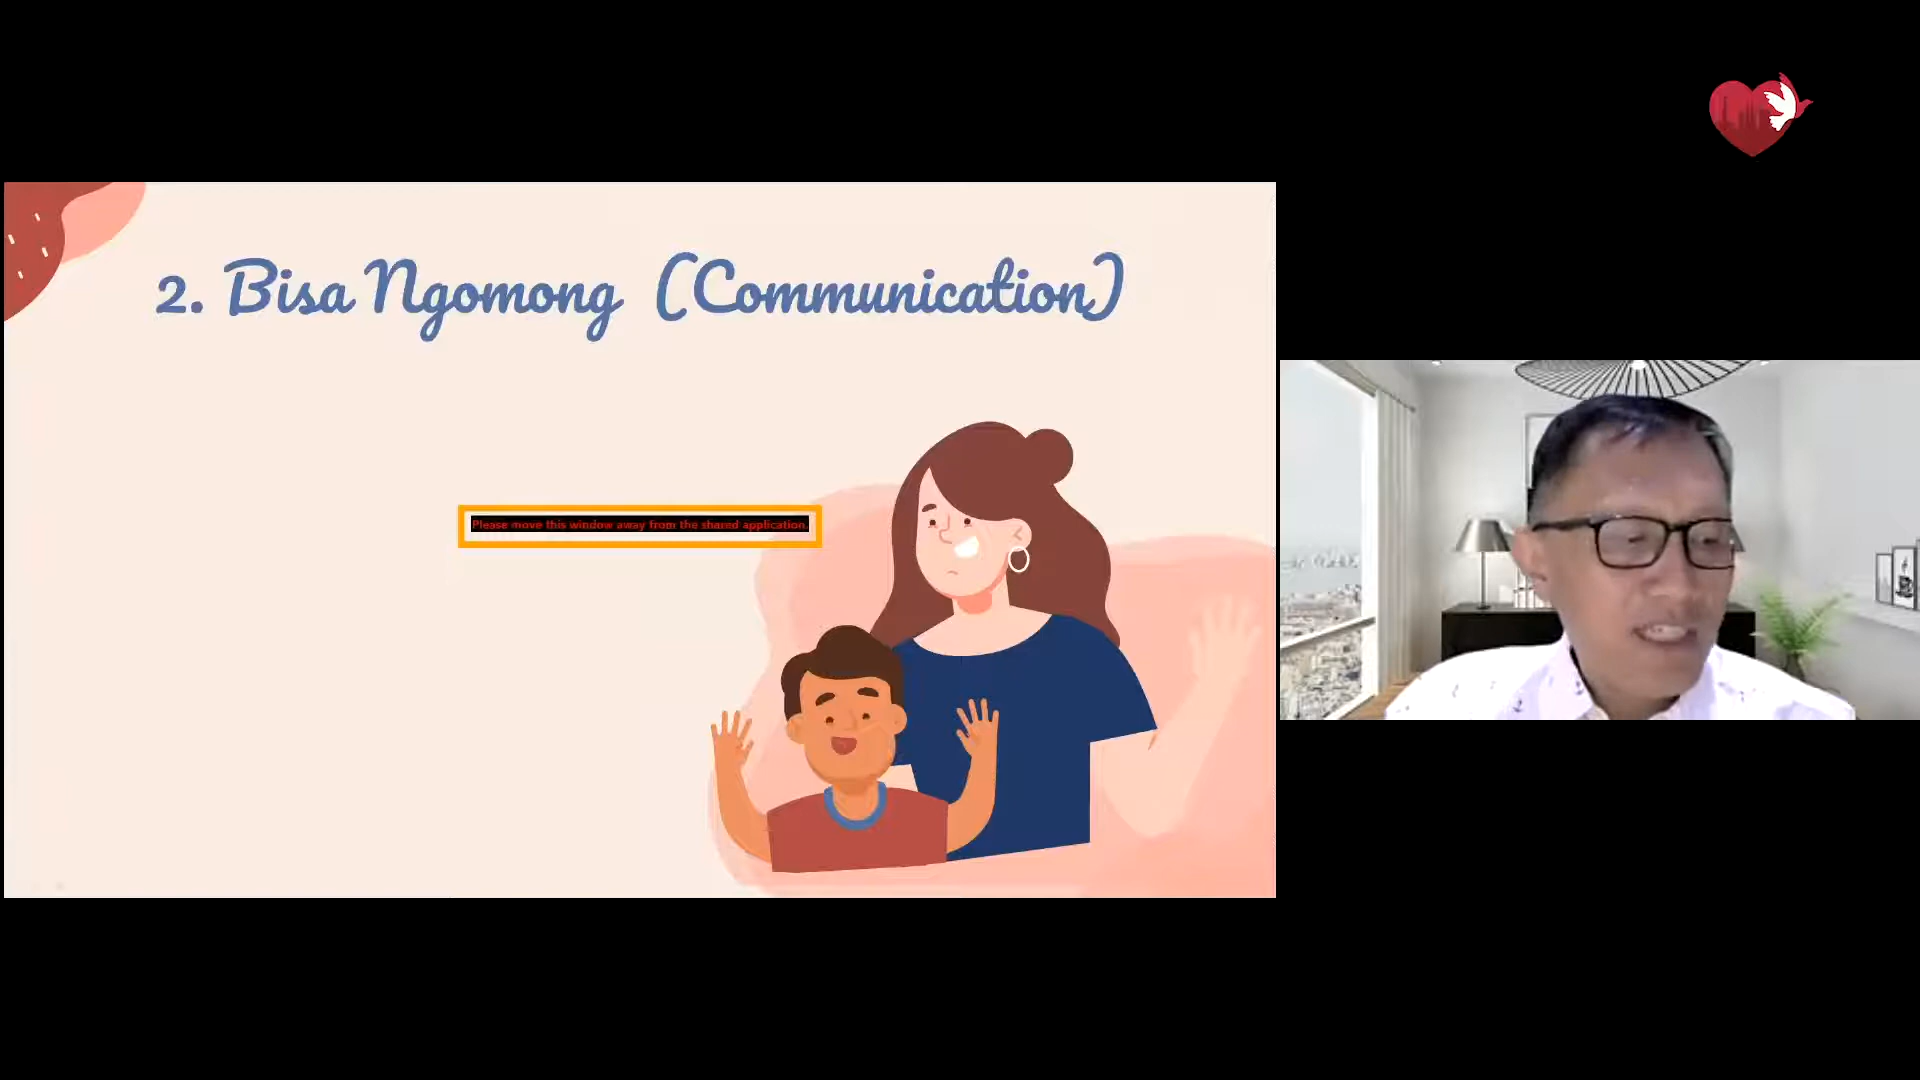 2. Bisa Ngomong (Communication)
Please move this window away from the shared application.